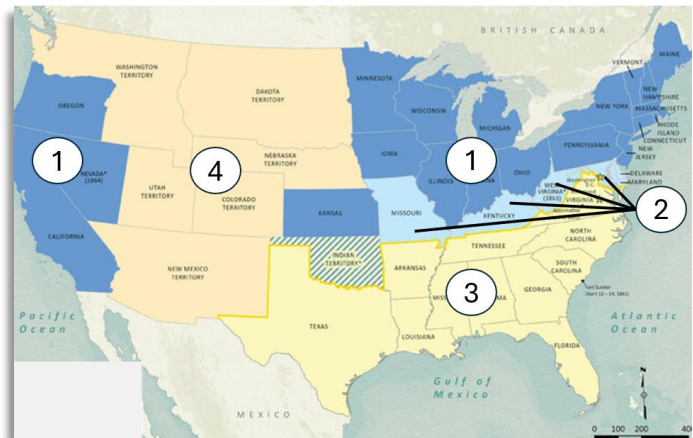 BRITISH CANADA
WASHINGTON
TERRITORY
DAKOTA
TERRITORY
MINNESOTA
VERMONT
MAINE
OREGON
WISCONSIN
MICHIGAN
NEW YORK
NEW
HAMPSHIRE
MASSACHUSETTS
RHODE
ISLAND
CONNECTICUT
1
NEVADA*
(1864)
4
NEBRASKA
TERRITORY
IOWA
1
PENNSYLVANIA
NEW
JERSEY
UTAH
TERRITORY
COLORADO
TERRITORY
ILLINOIS
OHIO
DELAWARE
MARYLAND
Washington
D.C.
CALIFORNIA
KANSAS
MISSOURI
WEST
VIRGINIA*
(1863)
VIRGINIA
KENTUCKY
2
NEW MEXICO
TERRITORY
INDIAN
TERRITORY*
TENNESSEE
NORTH
CAROLINA
ARKANSAS
3
SOUTH
CAROLINA
GEORGIA
Fort Sumter
(April 12 – 14, 1861)
TEXAS
LOUISIANA
FLORIDA
Pacific
Ocean
Atlantic
Ocean
Gulf of
Mexico
MEXICO
N
0 100 200 400